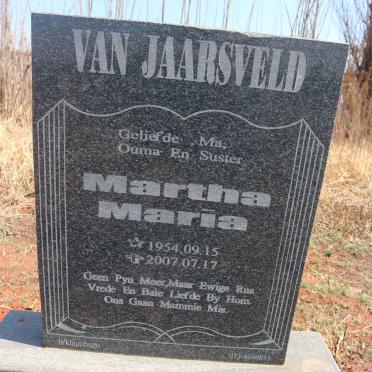 VAN JAARSVELD
Geliefde Ma,
Ouma En Suster
Martha
Maria
1954.09.15
2007.07.17
Geen Pyn Meer,Maar Ewige Rus
Vrede En Baie Liefde By Hom
Ons Gaan Mammie Mis.